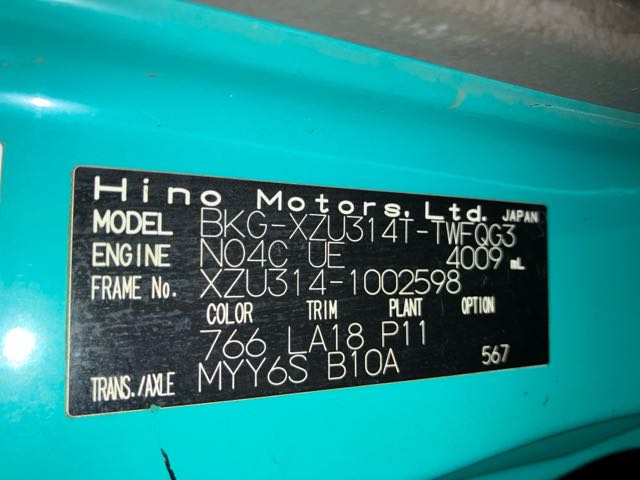 Hino Motors, Ltd. JAPAN
MODEL BKG-XZU314T-TWFQG3
ENGINE N04C UE 4009 mL
FRAME No. XZU314-1002598
COLOR TRIM PLANT OPTION
766 LA18 P11
TRANS./AXLE MYY6S B10A 567